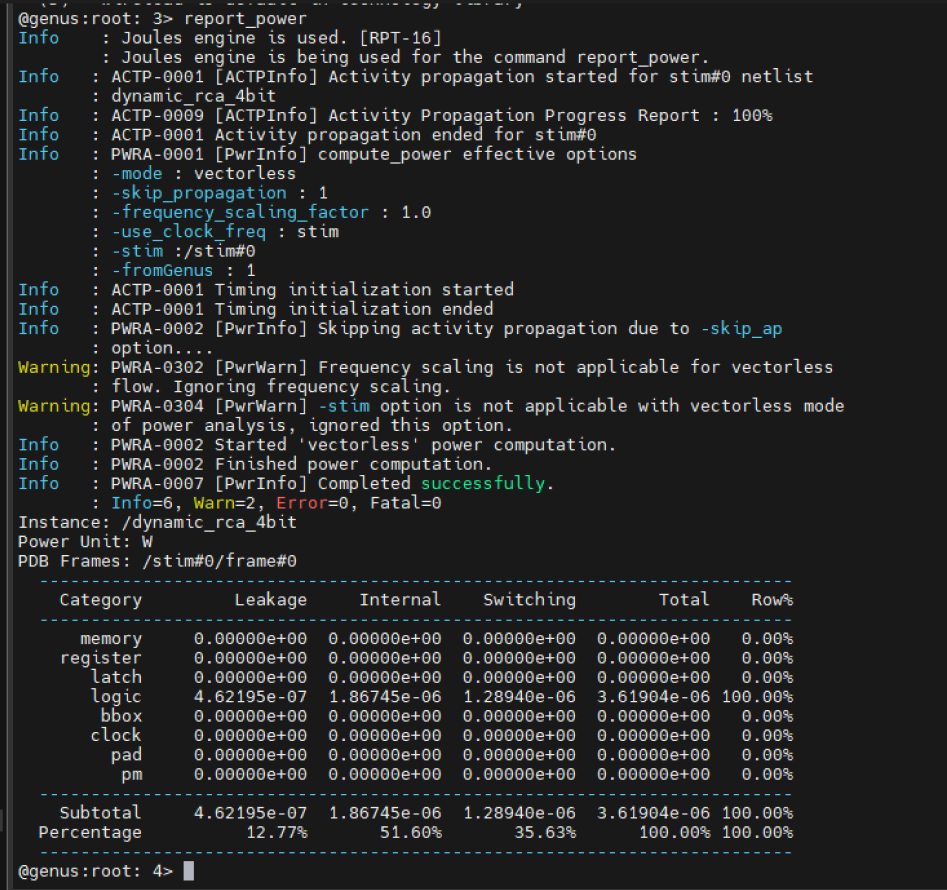 @genus:root: 3> report_power
Info    : Joules engine is used. [RPT-16]
        : Joules engine is being used for the command report_power.
Info   : ACTP-0001 [ACTPInfo] Activity propagation started for stim#0 netlist
       : dynamic_rca_4bit
Info   : ACTP-0009 [ACTPInfo] Activity Propagation Progress Report : 100%
Info   : ACTP-0001 Activity propagation ended for stim#0
Info   : PWRA-0001 [PwrInfo] compute_power effective options
       : -mode : vectorless
       : -skip_propagation : 1
       : -frequency_scaling_factor : 1.0
       : -use_clock_freq : stim
       : -stim :/stim#0
       : -fromGenus : 1
Info   : ACTP-0001 Timing initialization started
Info   : ACTP-0001 Timing initialization ended
Info   : PWRA-0002 [PwrInfo] Skipping activity propagation due to -skip_ap
       : option....
Warning: PWRA-0302 [PwrWarn] Frequency scaling is not applicable for vectorless
       : flow. Ignoring frequency scaling.
Warning: PWRA-0304 [PwrWarn] -stim option is not applicable with vectorless mode
       : of power analysis, ignored this option.
Info   : PWRA-0002 Started 'vectorless' power computation.
Info   : PWRA-0002 Finished power computation.
Info   : PWRA-0007 [PwrInfo] Completed successfully.
       : Info=6, Warn=2, Error=0, Fatal=0
Instance: /dynamic_rca_4bit
Power Unit: W
PDB Frames: /stim#0/frame#0
Category Leakage Internal Switching Total Row%
memory 0.00000e+00 0.00000e+00 0.00000e+00 0.00000e+00 0.00%
register 0.00000e+00 0.00000e+00 0.00000e+00 0.00000e+00 0.00%
latch 0.00000e+00 0.00000e+00 0.00000e+00 0.00000e+00 0.00%
logic 4.62195e-07 1.86745e-06 1.28940e-06 3.61904e-06 100.00%
bbox 0.00000e+00 0.00000e+00 0.00000e+00 0.00000e+00 0.00%
clock 0.00000e+00 0.00000e+00 0.00000e+00 0.00000e+00 0.00%
pad 0.00000e+00 0.00000e+00 0.00000e+00 0.00000e+00 0.00%
pm 0.00000e+00 0.00000e+00 0.00000e+00 0.00000e+00 0.00%
Subtotal 4.62195e-07 1.86745e-06 1.28940e-06 3.61904e-06 100.00%
Percentage 12.77% 51.60% 35.63% 100.00% 100.00%
@genus:root: 4>